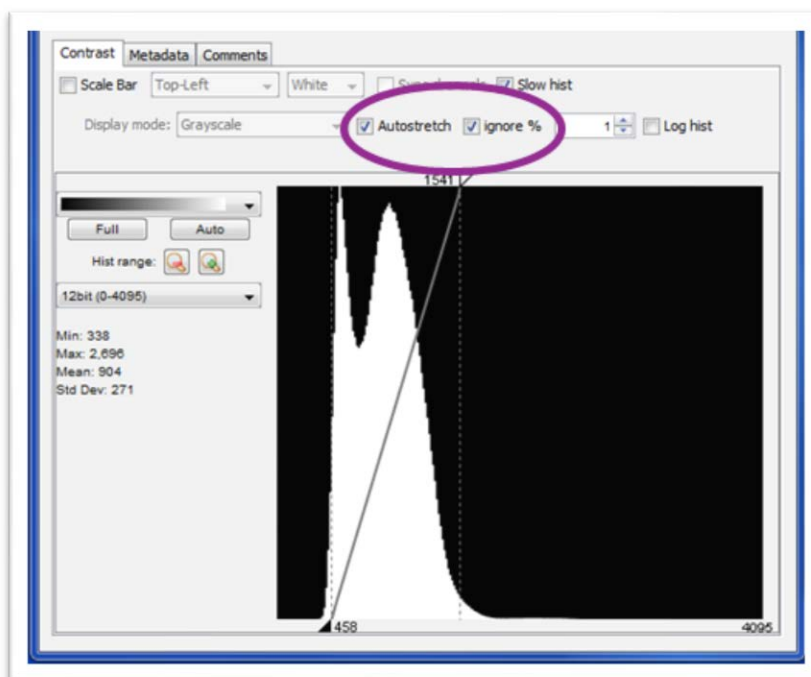 Contrast Metadata Comments
Scale Bar Top-Left White Sync channels Slow hist
Display mode: Grayscale Autostretch ignore % 1 Log hist
1541
Full Auto
Hist range:
12bit (0-4095)
Min: 338
Max: 2,696
Mean: 904
Std Dev: 271
458 4095